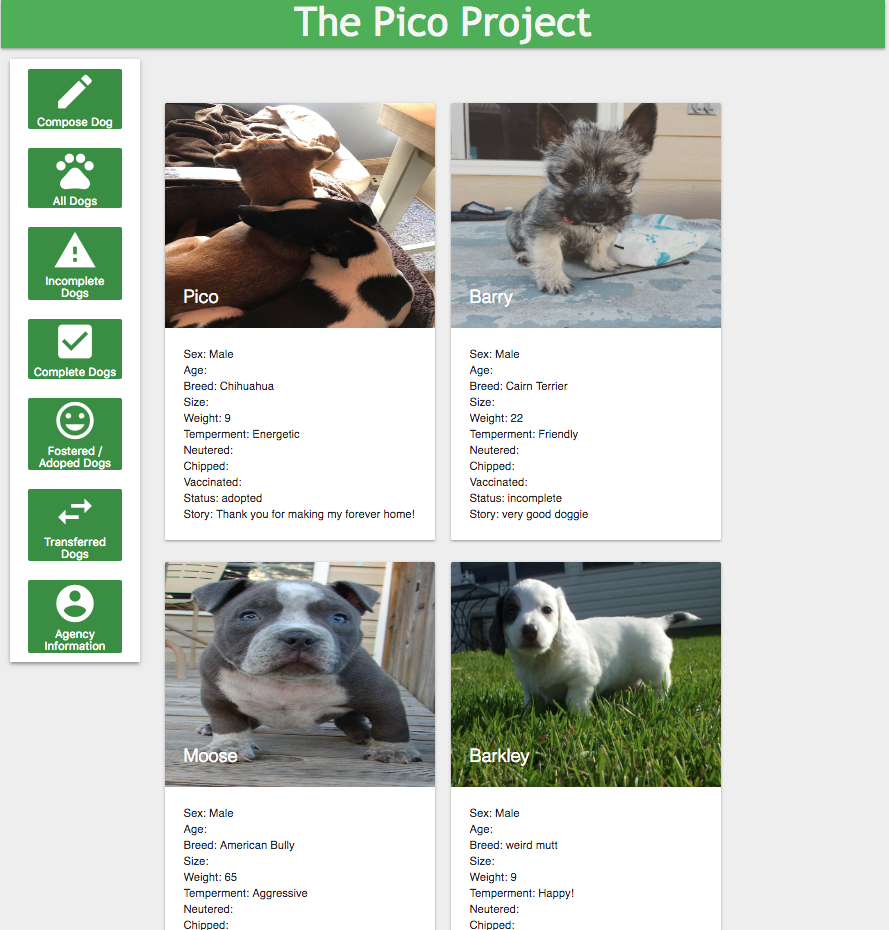 The Pico Project
Compose Dog
All Dogs
Incomplete
Dogs
Complete Dogs
Fostered /
Adoped Dogs
Transferred
Dogs
Agency
Information
Pico
Sex: Male
Age:
Breed: Chihuahua
Size:
Weight: 9
Temperment: Energetic
Neutered:
Chipped:
Vaccinated:
Status: adopted
Story: Thank you for making my forever home!
Barry
Sex: Male
Age:
Breed: Cairn Terrier
Size:
Weight: 22
Temperment: Friendly
Neutered:
Chipped:
Vaccinated:
Status: incomplete
Story: very good doggie
Moose
Sex: Male
Age:
Breed: American Bully
Size:
Weight: 65
Temperment: Aggressive
Neutered:
Chipped:
Barkley
Sex: Male
Age:
Breed: weird mutt
Size:
Weight: 9
Temperment: Happy!
Neutered:
Chipped: